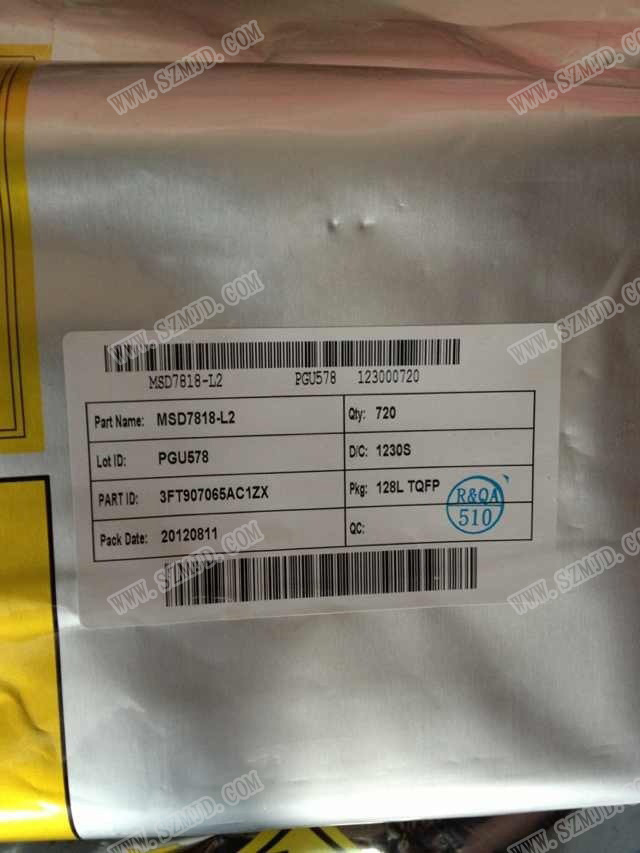 WWW.SZMJD.COM
WWW.SZMJD.COM
WWW.SZMJD.COM
WWW.SZMJD.COM
MSD7818-L2 PGU578 123000720
Part Name: MSD7818-L2 Qty: 720
Lot ID: PGU578 D/C: 1230S
PART ID: 3FT907065AC1ZX Pkg: 128L TQFP
R&QA
510
Pack Date: 20120811 QC:
WWW.SZMJD.COM
WWW.SZMJD.COM
WWW.SZMJD.COM
WWW.SZMJD.COM